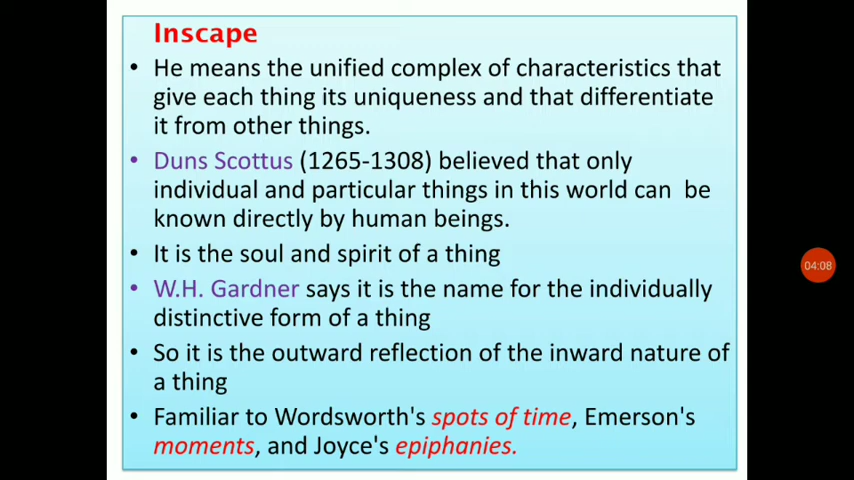 Inscape
• He means the unified complex of characteristics that
give each thing its uniqueness and that differentiate
it from other things.
• Duns Scottus (1265-1308) believed that only
individual and particular things in this world can be
known directly by human beings.
• It is the soul and spirit of a thing
• W.H. Gardner says it is the name for the individually
distinctive form of a thing
• So it is the outward reflection of the inward nature of
a thing
• Familiar to Wordsworth's spots of time, Emerson's
moments, and Joyce's epiphanies.
04:08